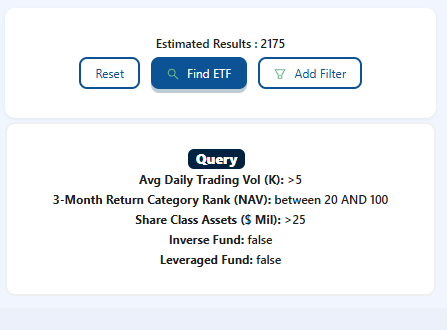 Estimated Results : 2175
Reset
Find ETF
Add Filter
Query
Avg Daily Trading Vol (K): >5
3-Month Return Category Rank (NAV): between 20 AND 100
Share Class Assets ($ Mil): >25
Inverse Fund: false
Leveraged Fund: false